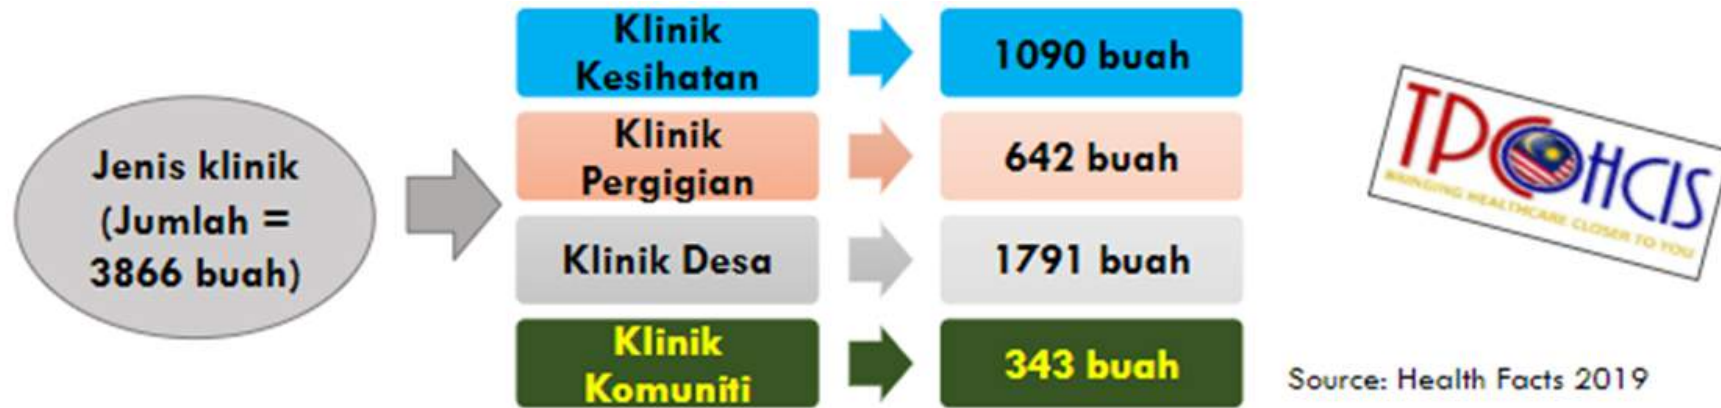 Jenis klinik
(Jumlah =
3866 buah)
Klinik
Kesihatan
1090 buah
Klinik
Pergigian
642 buah
Klinik Desa
1791 buah
Klinik
Komuniti
343 buah
TPCOHCIS
BRINGING HEALTHCARE CLOSER TO YOU
Source: Health Facts 2019